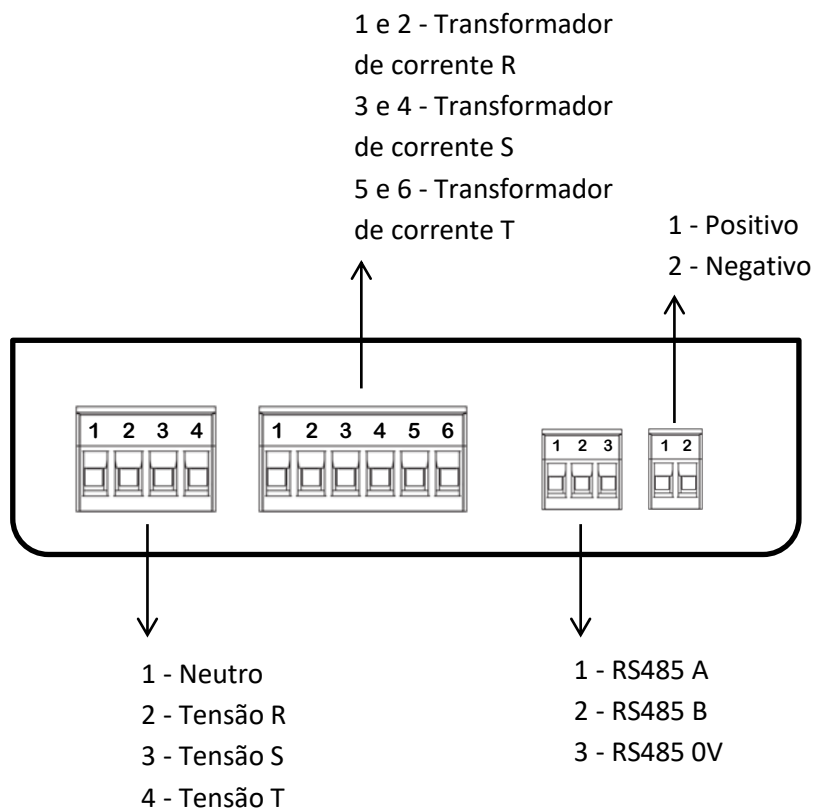 1 e 2 - Transformador
de corrente R
3 e 4 - Transformador
de corrente S
5 e 6 - Transformador
de corrente T
1 - Positivo
2 - Negativo
1 2 3 4
1 2 3 4 5 6
1 2 3
1 2
1 - Neutro
2 - Tensão R
3 - Tensão S
4 - Tensão T
1 - RS485 A
2 - RS485 B
3 - RS485 0V